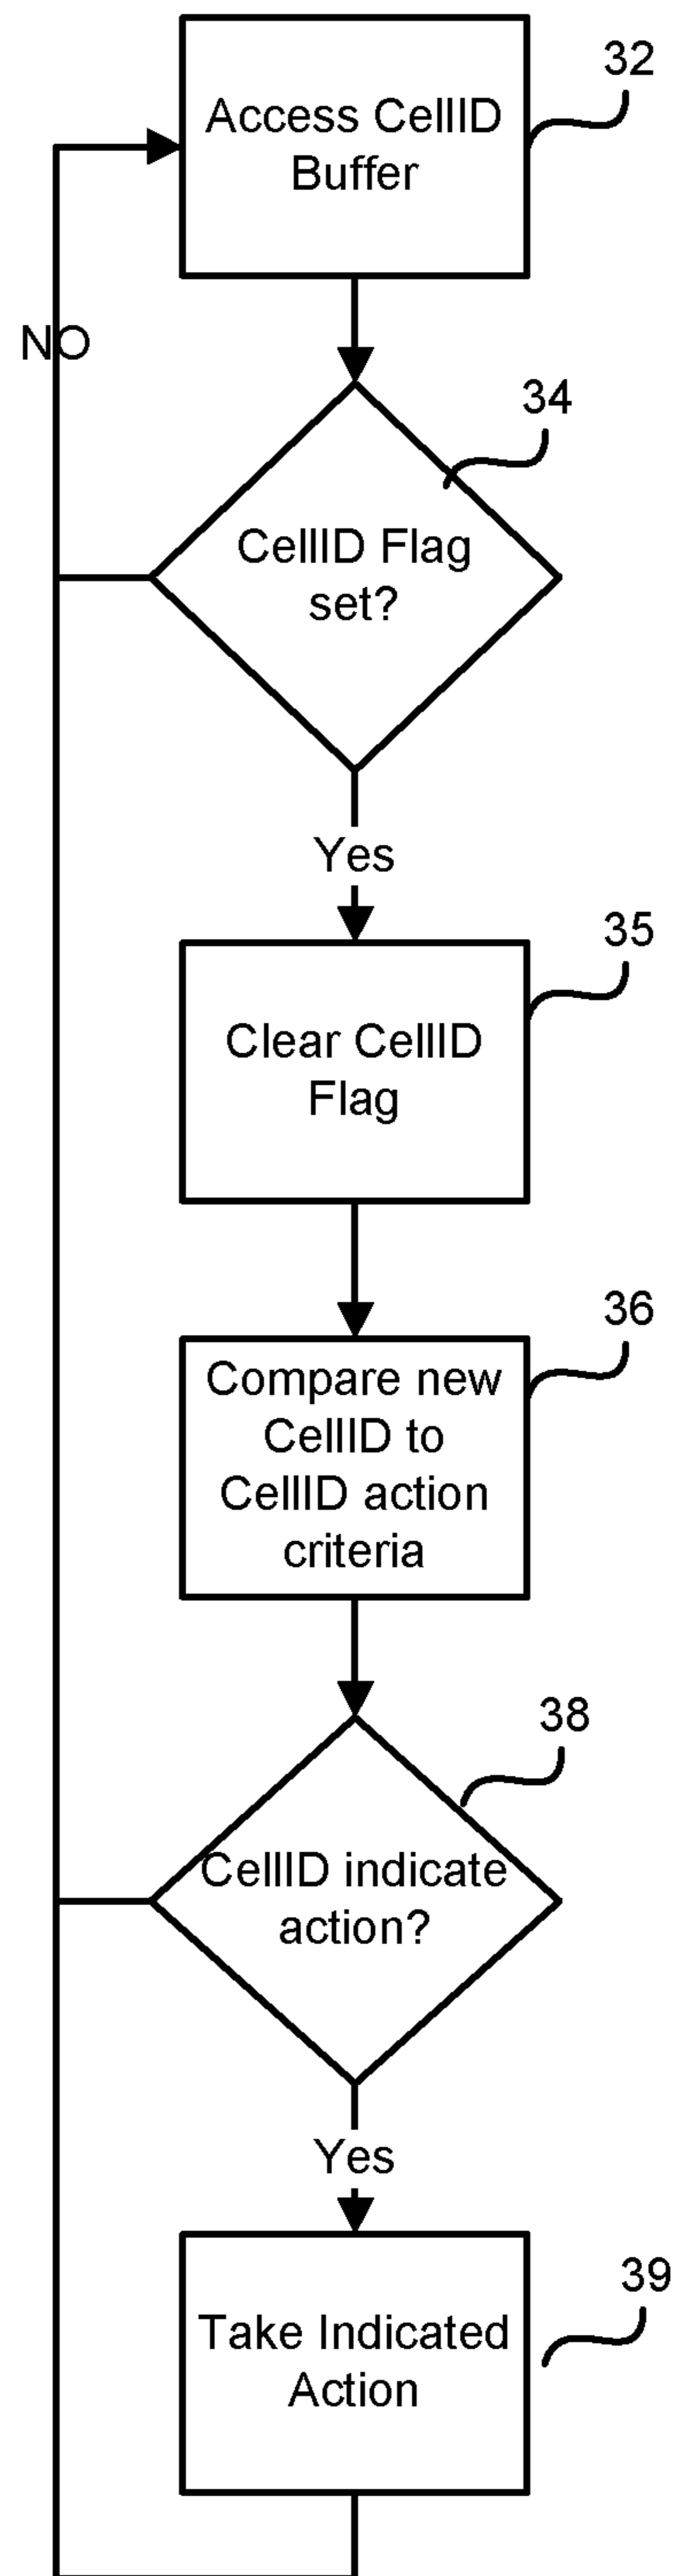 32
Access CellID
Buffer
NO
34
CellID Flag
set?
Yes
35
Clear CellID
Flag
36
Compare new
CellID to
CellID action
criteria
38
CellID indicate
action?
Yes
39
Take Indicated
Action